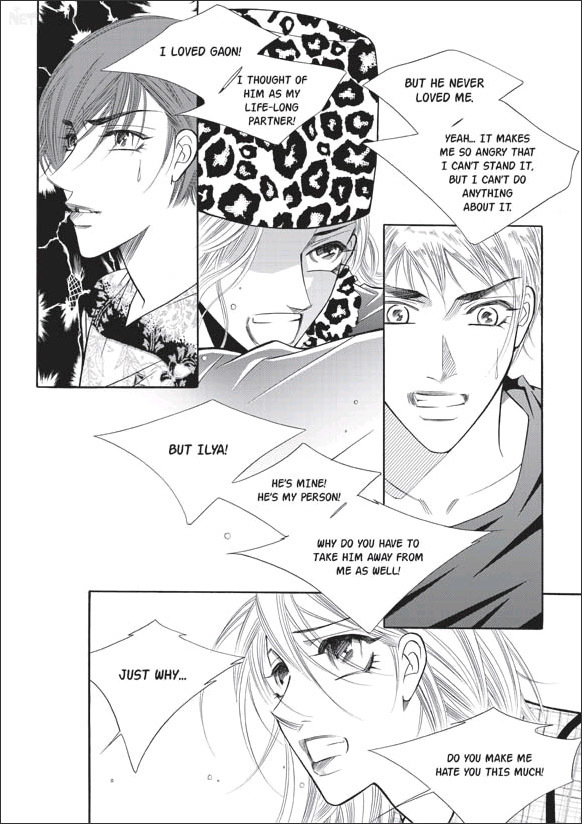 I LOVED GAON!
I THOUGHT OF
HIM AS MY
LIFE-LONG
PARTNER!
BUT HE NEVER
LOVED ME.
YEAH... IT MAKES
ME SO ANGRY THAT
I CAN'T STAND IT,
BUT I CAN'T DO
ANYTHING
ABOUT IT.
BUT ILYA!
HE'S MINE!
HE'S MY PERSON!
WHY DO YOU HAVE TO
TAKE HIM AWAY FROM
ME AS WELL!
JUST WHY...
DO YOU MAKE ME
HATE YOU THIS MUCH!